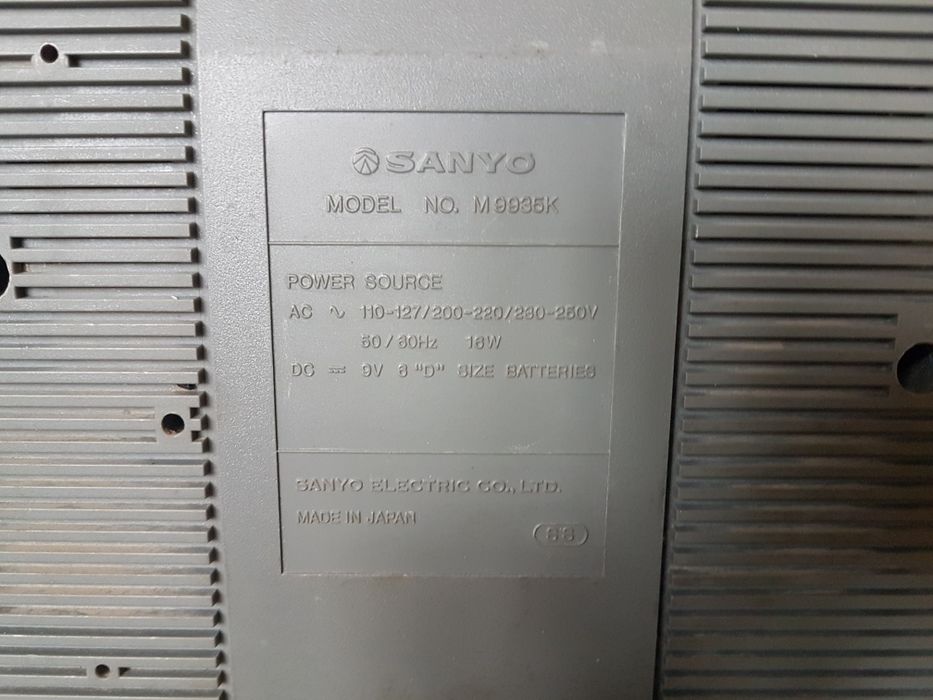 SANYO
MODEL NO. M9935K
POWER SOURCE
AC ∿ 110-127/200-220/230-250V
50/60Hz 16W
DC ⎓ 9V 6 "D" SIZE BATTERIES
SANYO ELECTRIC CO., LTD.
MADE IN JAPAN